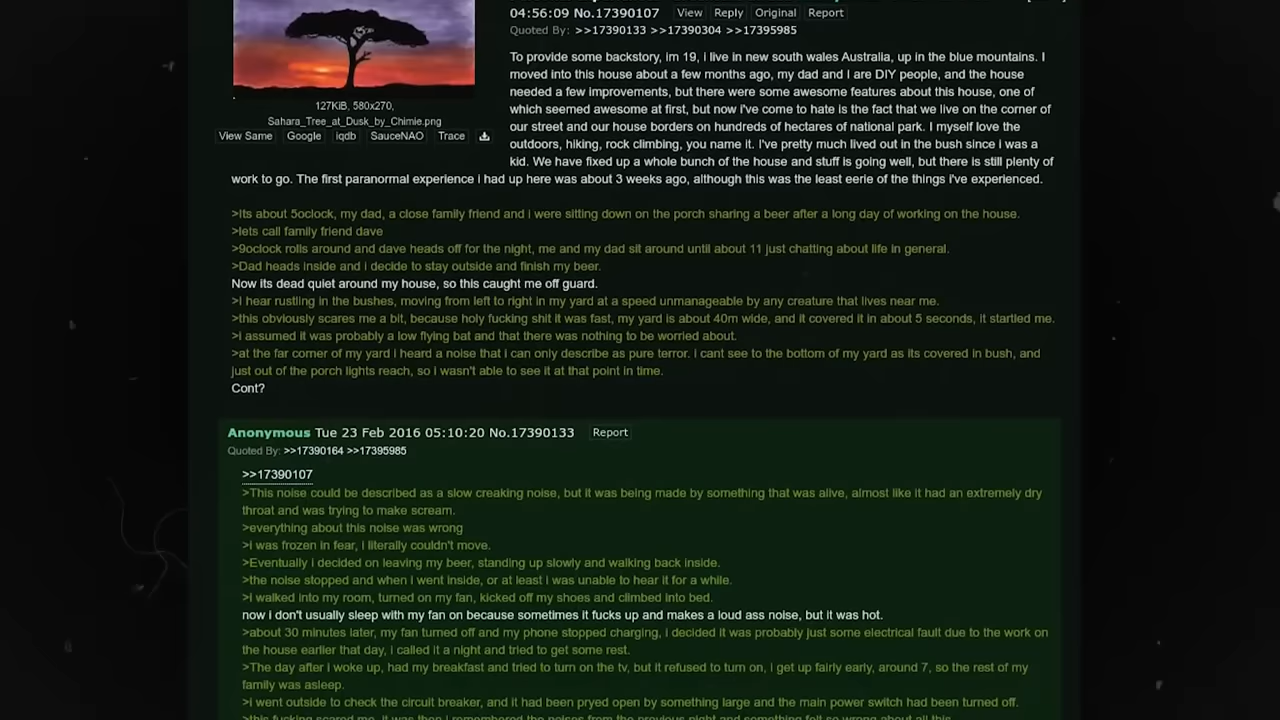 04:56:09 No.17390107 View Reply Original Report
Quoted By: >>17390133 >>17390304 >>17395985
To provide some backstory, im 19, i live in new south wales Australia, up in the blue mountains. I
moved into this house about a few months ago, my dad and i are DIY people, and the house
needed a few improvements, but there were some awesome features about this house, one of
which seemed awesome at first, but now i've come to hate is the fact that we live on the corner of
our street and our house borders on hundreds of hectares of national park. I myself love the
outdoors, hiking, rock climbing, you name it. I've pretty much lived out in the bush since i was a
kid. We have fixed up a whole bunch of the house and stuff is going well, but there is still plenty of
work to go. The first paranormal experience i had up here was about 3 weeks ago, although this was the least eerie of the things i've experienced.
127KiB, 580x270,
Sahara_Tree_at_Dusk_by_Chimie.png
View Same Google iqdb SauceNAO Trace
>Its about 5oclock, my dad, a close family friend and i were sitting down on the porch sharing a beer after a long day of working on the house.
>lets call family friend dave
>9oclock rolls around and dave heads off for the night, me and my dad sit around until about 11 just chatting about life in general.
>Dad heads inside and i decide to stay outside and finish my beer.
Now its dead quiet around my house, so this caught me off guard.
>I hear rustling in the bushes, moving from left to right in my yard at a speed unmanageable by any creature that lives near me.
>this obviously scares me a bit, because holy fucking shit it was fast, my yard is about 40m wide, and it covered it in about 5 seconds, it startled me.
>i assumed it was probably a low flying bat and that there was nothing to be worried about.
>at the far corner of my yard i heard a noise that i can only describe as pure terror. i cant see to the bottom of my yard as its covered in bush, and
just out of the porch lights reach, so i wasn't able to see it at that point in time.
Cont?
Anonymous Tue 23 Feb 2016 05:10:20 No.17390133 Report
Quoted By: >>17390164 >>17395985
>>17390107
>This noise could be described as a slow creaking noise, but it was being made by something that was alive, almost like it had an extremely dry
throat and was trying to make scream.
>everything about this noise was wrong
>i was frozen in fear, i literally couldn't move.
>Eventually i decided on leaving my beer, standing up slowly and walking back inside.
>the noise stopped and when i went inside, or at least i was unable to hear it for a while.
>i walked into my room, turned on my fan, kicked off my shoes and climbed into bed.
now i don't usually sleep with my fan on because sometimes it fucks up and makes a loud ass noise, but it was hot.
>about 30 minutes later, my fan turned off and my phone stopped charging, i decided it was probably just some electrical fault due to the work on
the house earlier that day, i called it a night and tried to get some rest.
>The day after i woke up, had my breakfast and tried to turn on the tv, but it refused to turn on, i get up fairly early, around 7, so the rest of my
family was asleep.
>i went outside to check the circuit breaker, and it had been pryed open by something large and the main power switch had been turned off.
>this fucking scared me, it was then i remembered the noises from the previous night and something felt so wrong about all this.